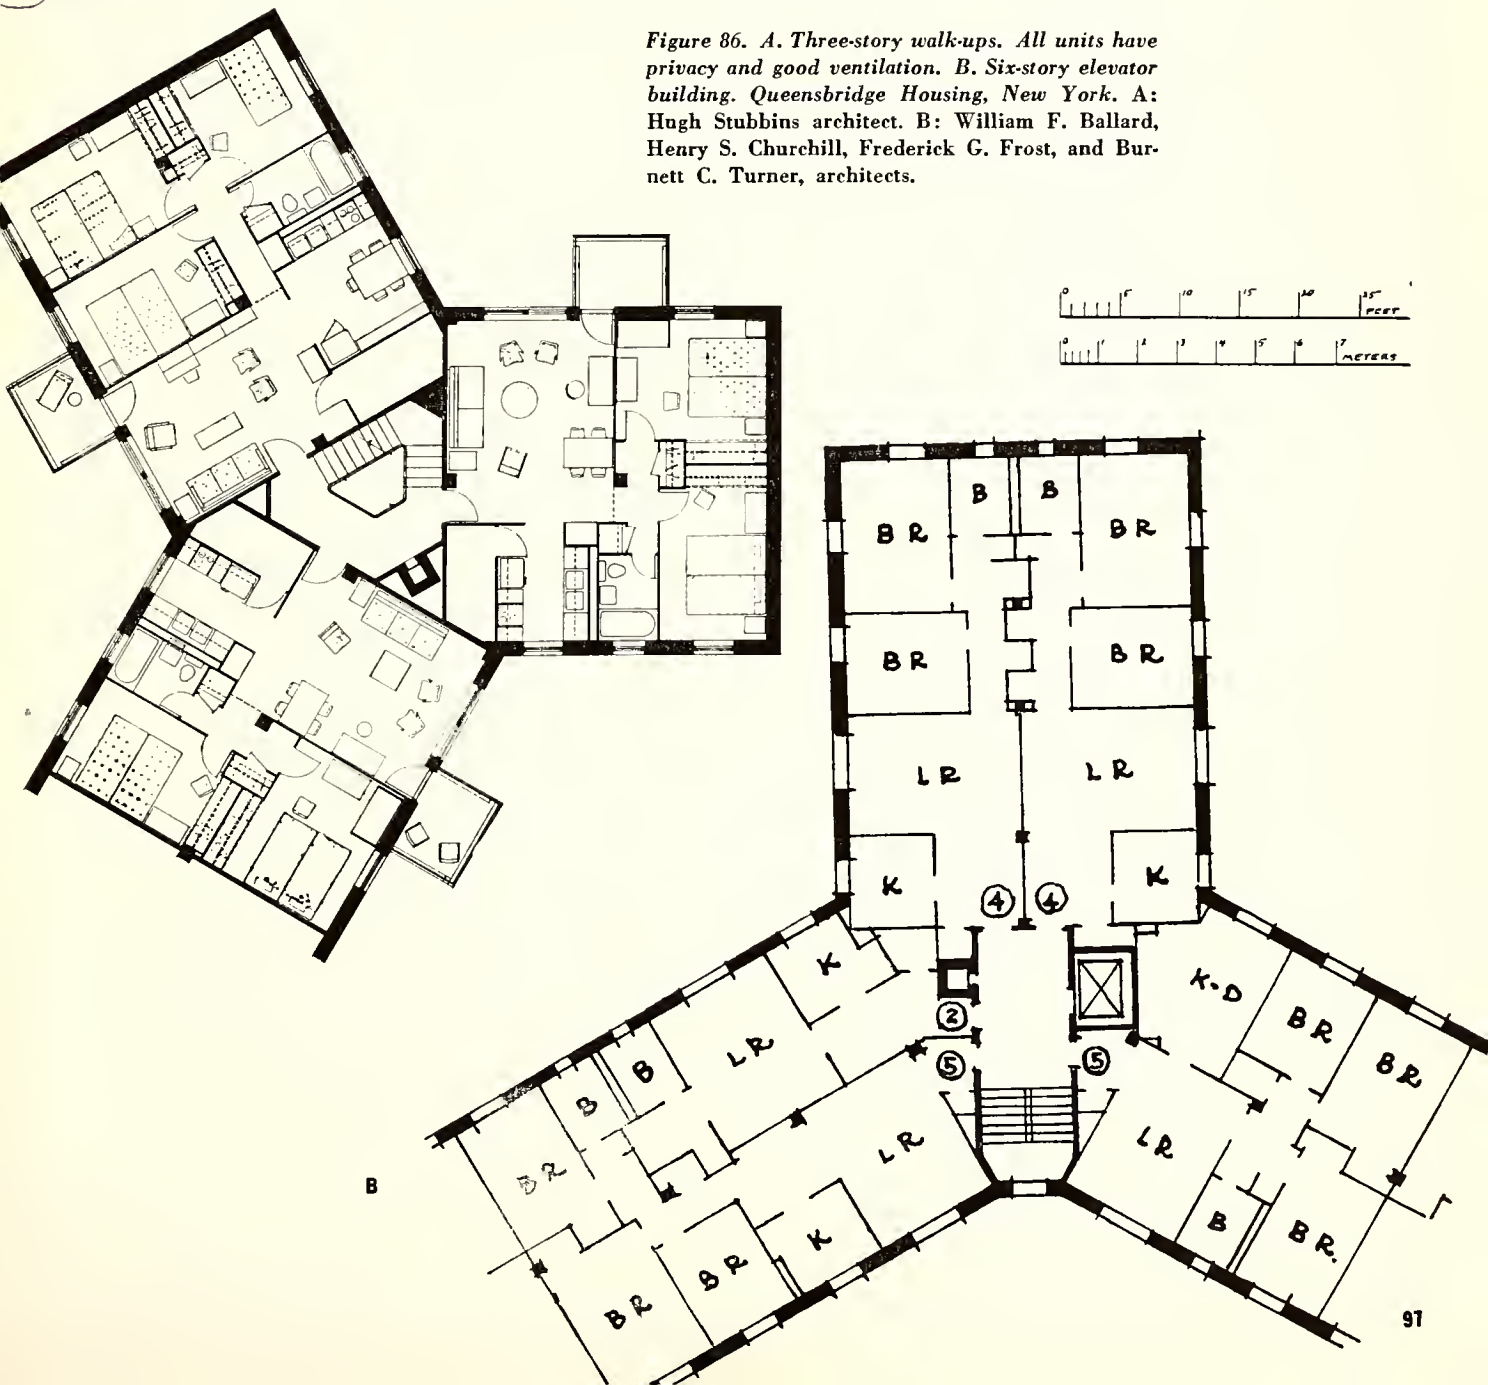 Figure 86. A. Three-story walk-ups. All units have
privacy and good ventilation. B. Six-story elevator
building. Queensbridge Housing, New York. A:
Hugh Stubbins architect. B: William F. Ballard,
Henry S. Churchill, Frederick G. Frost, and Bur-
nett C. Turner, architects.
0 5 10 15 20 25
FEET
0 1 2 3 4 5 6 7
METERS
B B
BR BR
BR BR
LR LR
K K
4 4
K K-D
2 BR
LR BR
5 5
B
B
LR LR
BR
B
K BR.
BR
BR
B
97